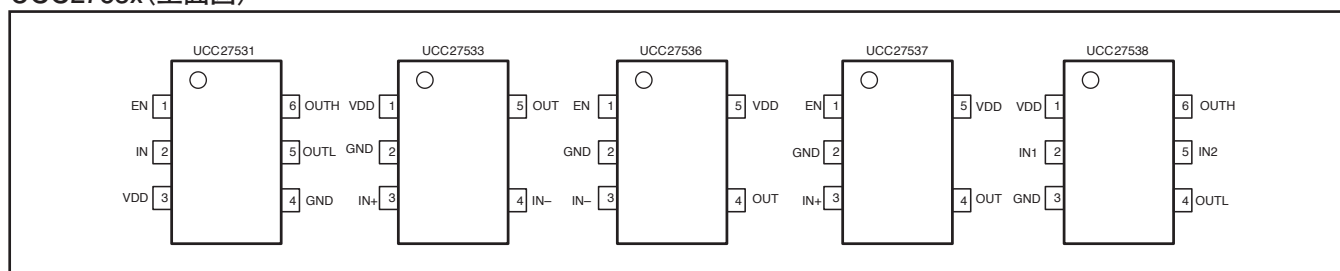 UCC2753x(上面図)
UCC27531
EN 1
IN 2
VDD 3
6 OUTH
5 OUTL
4 GND
UCC27533
VDD 1
GND 2
IN+ 3
5 OUT
4 IN–
UCC27536
EN 1
GND 2
IN– 3
5 VDD
4 OUT
UCC27537
EN 1
GND 2
IN+ 3
5 VDD
4 OUT
UCC27538
VDD 1
IN1 2
GND 3
6 OUTH
5 IN2
4 OUTL